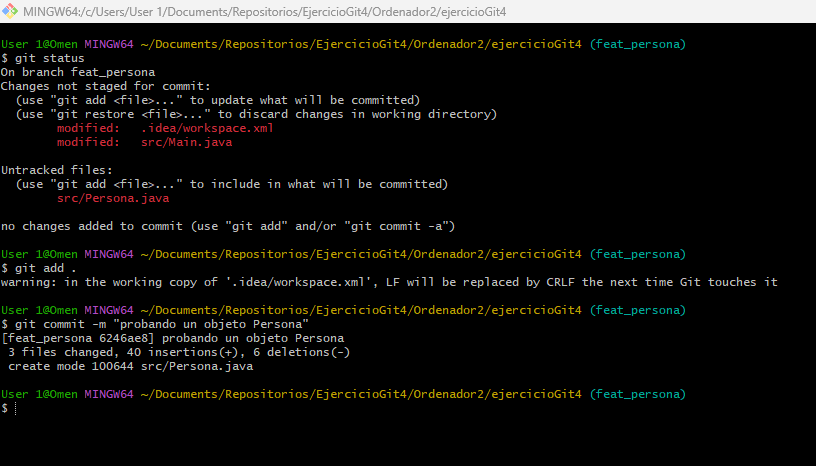 MINGW64:/c/Users/User 1/Documents/Repositorios/EjercicioGit4/Ordenador2/ejercicioGit4
User 1@Omen MINGW64 ~/Documents/Repositorios/EjercicioGit4/Ordenador2/ejercicioGit4 (feat_persona)
$ git status
On branch feat_persona
Changes not staged for commit:
  (use "git add <file>..." to update what will be committed)
  (use "git restore <file>..." to discard changes in working directory)
        modified:   .idea/workspace.xml
        modified:   src/Main.java
Untracked files:
  (use "git add <file>..." to include in what will be committed)
        src/Persona.java
no changes added to commit (use "git add" and/or "git commit -a")
User 1@Omen MINGW64 ~/Documents/Repositorios/EjercicioGit4/Ordenador2/ejercicioGit4 (feat_persona)
$ git add .
warning: in the working copy of '.idea/workspace.xml', LF will be replaced by CRLF the next time Git touches it
User 1@Omen MINGW64 ~/Documents/Repositorios/EjercicioGit4/Ordenador2/ejercicioGit4 (feat_persona)
$ git commit -m "probando un objeto Persona"
[feat_persona 6246ae8] probando un objeto Persona
 3 files changed, 40 insertions(+), 6 deletions(-)
 create mode 100644 src/Persona.java
User 1@Omen MINGW64 ~/Documents/Repositorios/EjercicioGit4/Ordenador2/ejercicioGit4 (feat_persona)
$